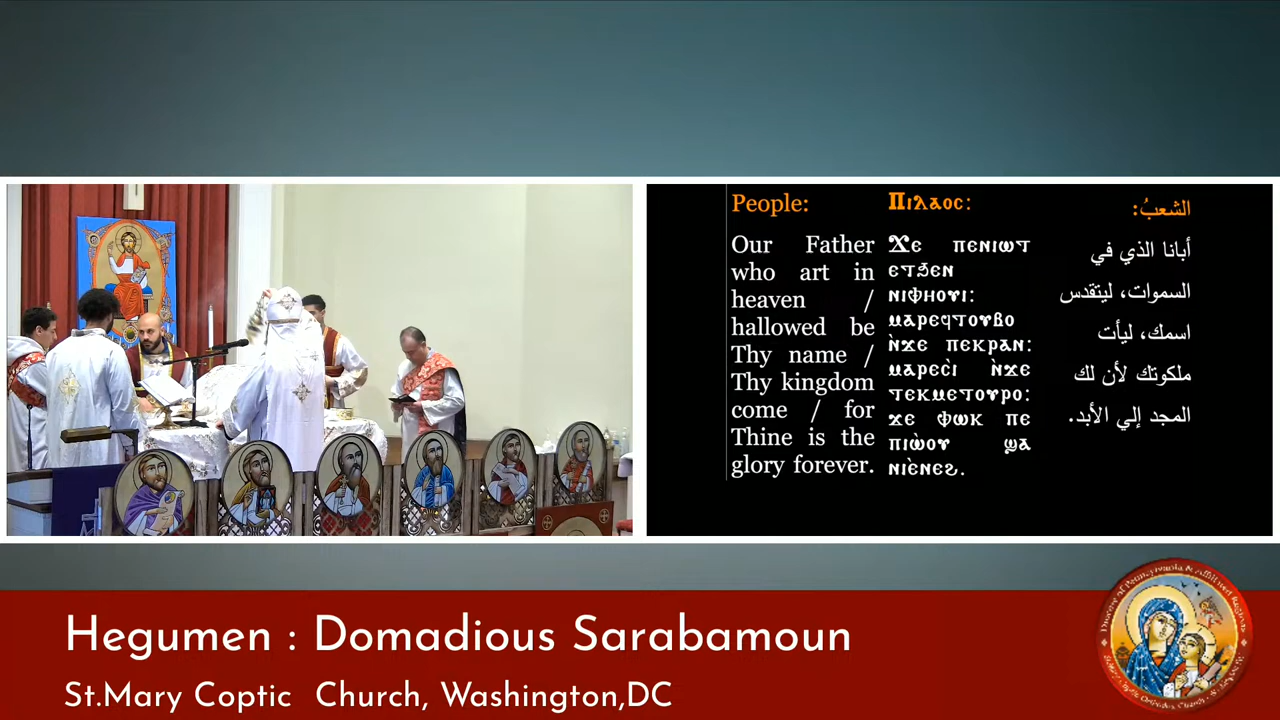 People:
Our Father
who art in
heaven /
hallowed be
Thy name /
Thy kingdom
come / for
Thine is the
glory forever.
Ⲡⲓⲗⲁⲟⲥ:
Ϫⲉ ⲡⲉⲛⲓⲱⲧ
ⲉⲧϧⲉⲛ
ⲛⲓⲫⲏⲟⲩⲓ:
ⲙⲁⲣⲉϥⲧⲟⲩⲃⲟ
ⲛ̀ϫⲉ ⲡⲉⲕⲣⲁⲛ:
ⲙⲁⲣⲉⲥⲓ̀ ⲛ̀ϫⲉ
ⲧⲉⲕⲙⲉⲧⲟⲩⲣⲟ:
ϫⲉ ⲫⲱⲕ ⲡⲉ
ⲡⲓⲱ̀ⲟⲩ ϣⲁ
ⲛⲓⲉ̀ⲛⲉϩ.
الشعبُ:
أبانا الذي في
السموات، ليتقدس
اسمك، ليأت
ملكوتك لأن لك
المجد إلي الأبد.
Hegumen : Domadious Sarabamoun
St.Mary Coptic Church, Washington,DC